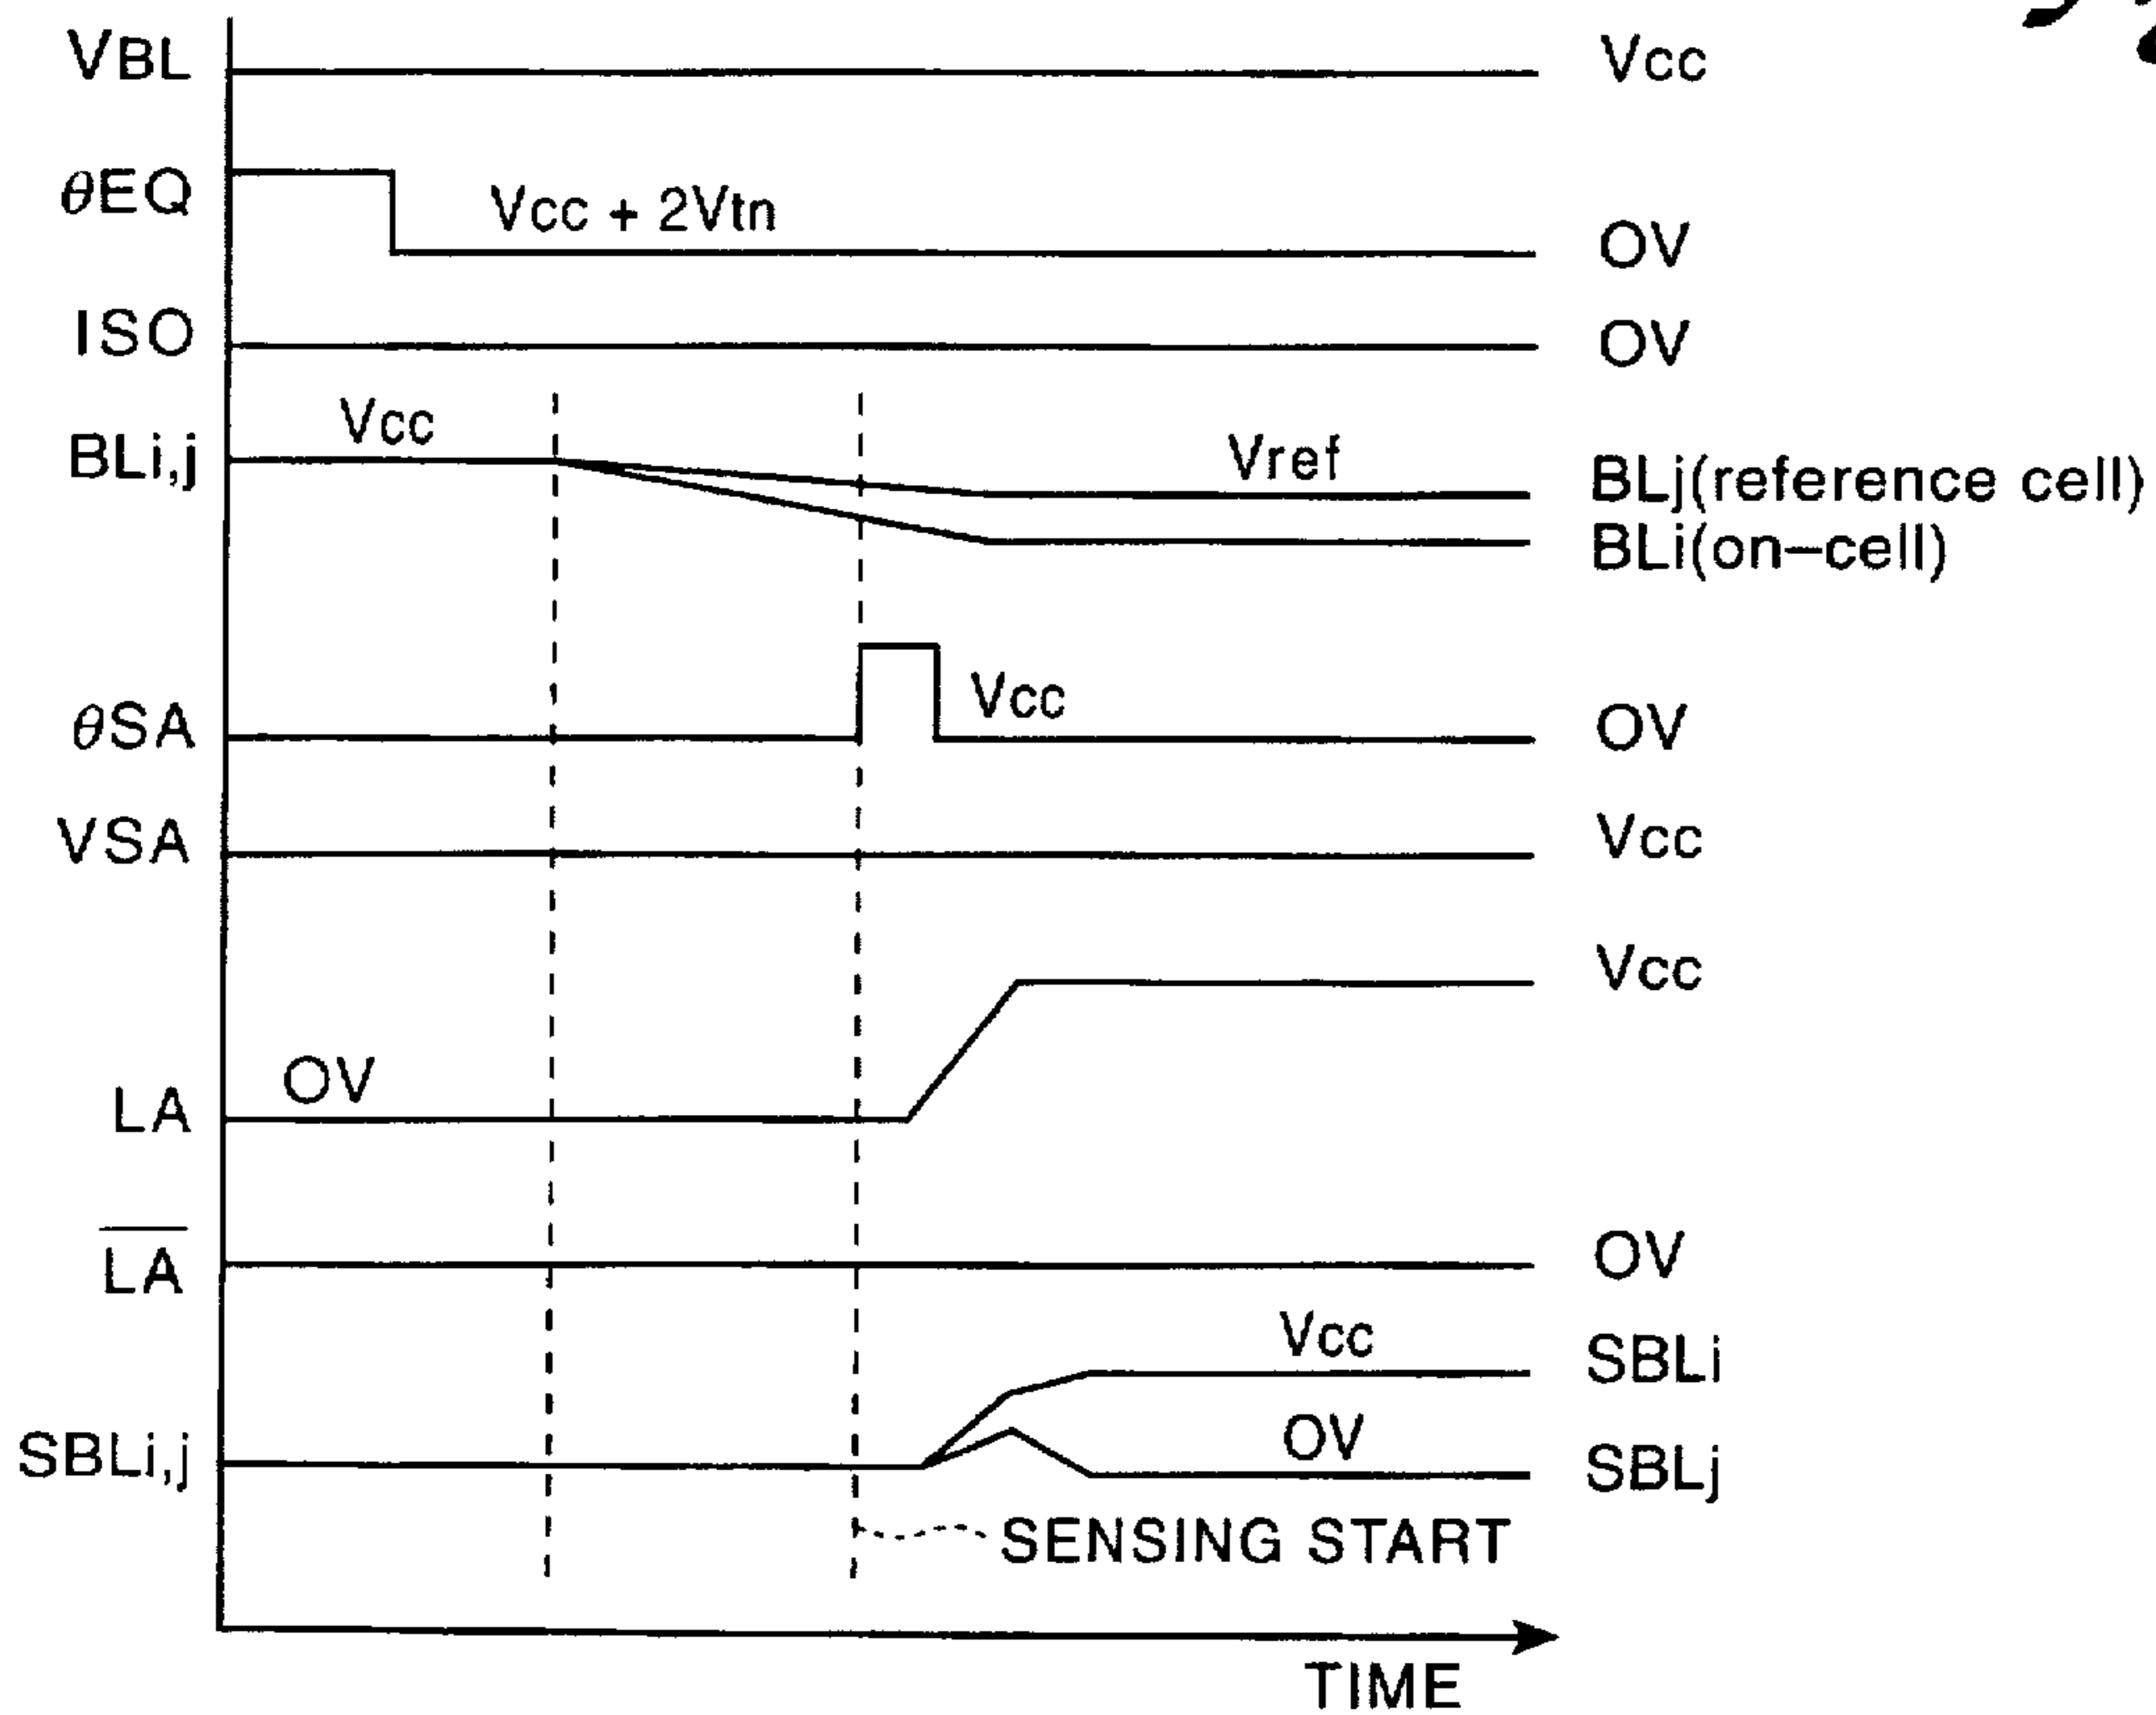 VBL Vcc
θEQ Vcc + 2Vtn OV
ISO OV
BLi,j Vcc Vref BLj(reference cell)
BLi(on-cell)
θSA Vcc OV
VSA Vcc
Vcc
LA OV
L̅A̅ OV
Vcc SBLi
SBLi,j OV SBLj
SENSING START
TIME